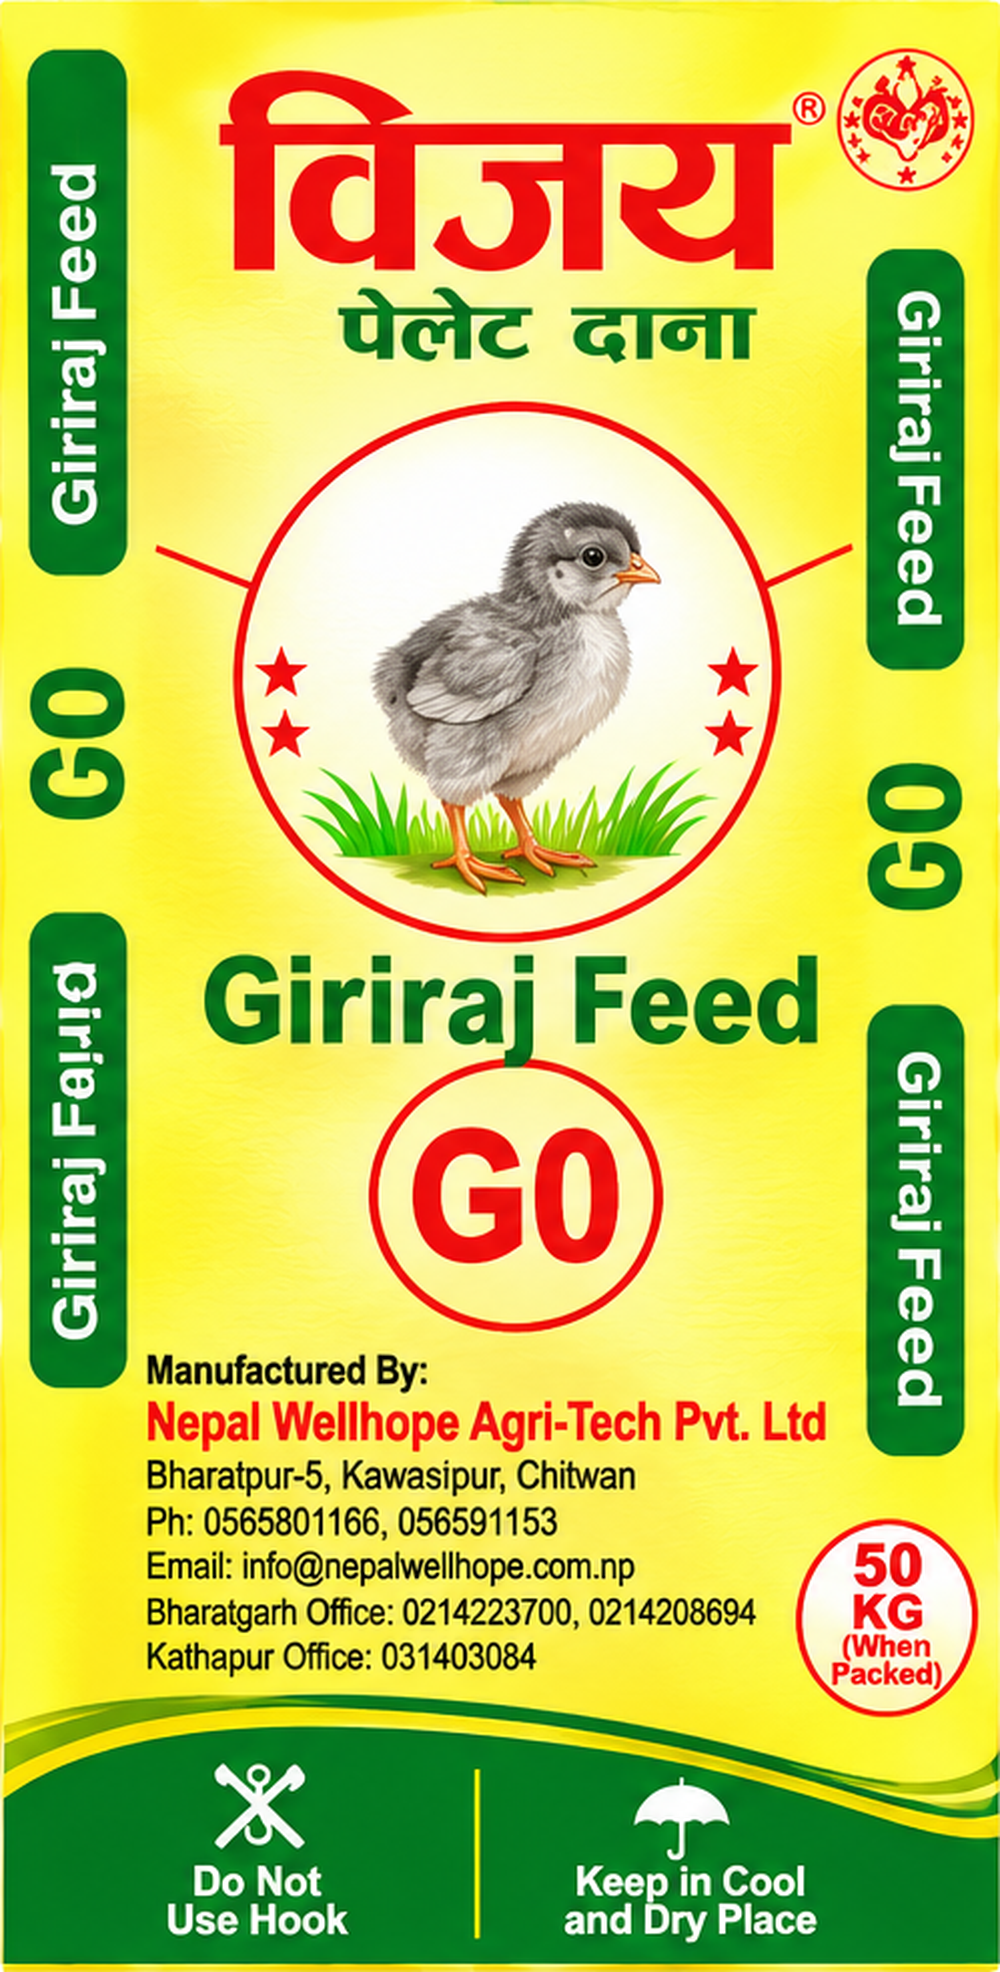 विजय ®
पेलेट दाना
Giriraj Feed
G0
Giriraj Fajrjid
Giriraj Feed
G0
Giriraj Feed
Giriraj Feed
G0
Manufactured By:
Nepal Wellhope Agri-Tech Pvt. Ltd
Bharatpur-5, Kawasipur, Chitwan
Ph: 0565801166, 056591153
Email: info@nepalwellhope.com.np
Bharatgarh Office: 0214223700, 0214208694
Kathapur Office: 031403084
50
KG
(When
Packed)
Do Not
Use Hook
Keep in Cool
and Dry Place